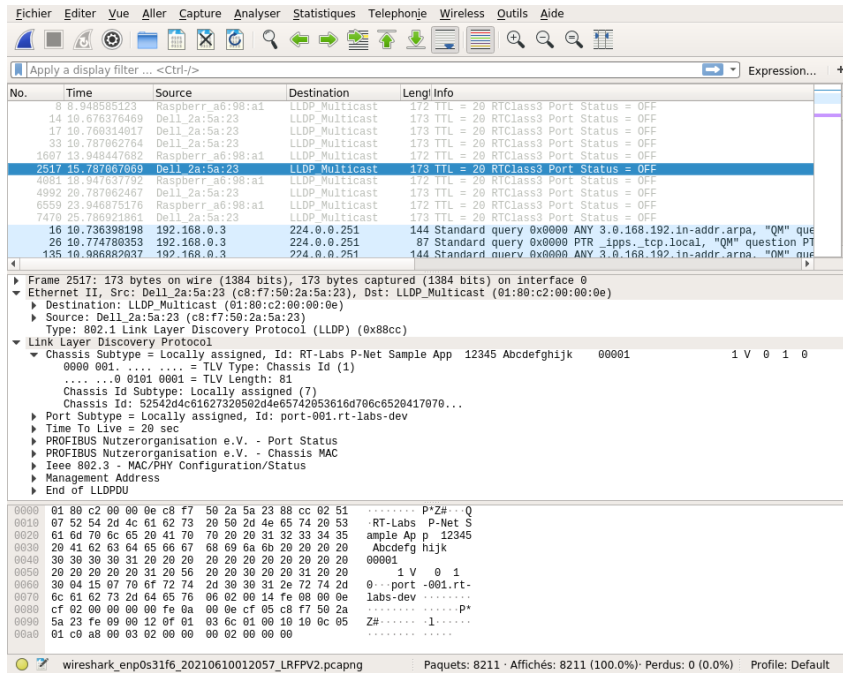 Fichier Editer Vue Aller Capture Analyser Statistiques Telephonie Wireless Outils Aide
Apply a display filter ... <Ctrl-/> Expression... +
No. Time Source Destination Lengt Info
8 8.948585123 Raspberr_a6:98:a1 LLDP_Multicast 172 TTL = 20 RTClass3 Port Status = OFF
14 10.676376469 Dell_2a:5a:23 LLDP_Multicast 173 TTL = 20 RTClass3 Port Status = OFF
17 10.760314017 Dell_2a:5a:23 LLDP_Multicast 173 TTL = 20 RTClass3 Port Status = OFF
33 10.787062764 Dell_2a:5a:23 LLDP_Multicast 173 TTL = 20 RTClass3 Port Status = OFF
1607 13.948447682 Raspberr_a6:98:a1 LLDP_Multicast 172 TTL = 20 RTClass3 Port Status = OFF
2517 15.787067069 Dell_2a:5a:23 LLDP_Multicast 173 TTL = 20 RTClass3 Port Status = OFF
4081 18.947637792 Raspberr_a6:98:a1 LLDP_Multicast 172 TTL = 20 RTClass3 Port Status = OFF
4992 20.787062467 Dell_2a:5a:23 LLDP_Multicast 173 TTL = 20 RTClass3 Port Status = OFF
6559 23.946875176 Raspberr_a6:98:a1 LLDP_Multicast 172 TTL = 20 RTClass3 Port Status = OFF
7470 25.786921861 Dell_2a:5a:23 LLDP_Multicast 173 TTL = 20 RTClass3 Port Status = OFF
16 10.736398198 192.168.0.3 224.0.0.251 144 Standard query 0x0000 ANY 3.0.168.192.in-addr.arpa, "QM" que
26 10.774780353 192.168.0.3 224.0.0.251 87 Standard query 0x0000 PTR _ipps._tcp.local, "QM" question PT
135 10.986882037 192.168.0.3 224.0.0.251 144 Standard query 0x0000 ANY 3.0.168.192.in-addr.arpa, "QM" que
Frame 2517: 173 bytes on wire (1384 bits), 173 bytes captured (1384 bits) on interface 0
Ethernet II, Src: Dell_2a:5a:23 (c8:f7:50:2a:5a:23), Dst: LLDP_Multicast (01:80:c2:00:00:0e)
Destination: LLDP_Multicast (01:80:c2:00:00:0e)
Source: Dell_2a:5a:23 (c8:f7:50:2a:5a:23)
Type: 802.1 Link Layer Discovery Protocol (LLDP) (0x88cc)
Link Layer Discovery Protocol
Chassis Subtype = Locally assigned, Id: RT-Labs P-Net Sample App 12345 Abcdefghijk 00001 1 V 0 1 0
0000 001. .... .... = TLV Type: Chassis Id (1)
.... ...0 0101 0001 = TLV Length: 81
Chassis Id Subtype: Locally assigned (7)
Chassis Id: 52542d4c61627320502d4e65742053616d706c6520417070...
Port Subtype = Locally assigned, Id: port-001.rt-labs-dev
Time To Live = 20 sec
PROFIBUS Nutzerorganisation e.V. - Port Status
PROFIBUS Nutzerorganisation e.V. - Chassis MAC
Ieee 802.3 - MAC/PHY Configuration/Status
Management Address
End of LLDPDU
0000 01 80 c2 00 00 0e c8 f7 50 2a 5a 23 88 cc 02 51 ········ P*Z#···Q
0010 07 52 54 2d 4c 61 62 73 20 50 2d 4e 65 74 20 53 ·RT-Labs P-Net S
0020 61 6d 70 6c 65 20 41 70 70 20 20 31 32 33 34 35 ample Ap p 12345
0030 20 41 62 63 64 65 66 67 68 69 6a 6b 20 20 20 20 Abcdefg hijk
0040 30 30 30 30 31 20 20 20 20 20 20 20 20 20 20 20 00001
0050 20 20 20 20 20 31 20 56 20 20 30 20 20 31 20 20 1 V 0 1
0060 30 04 15 07 70 6f 72 74 2d 30 30 31 2e 72 74 2d 0···port -001.rt-
0070 6c 61 62 73 2d 64 65 76 06 02 00 14 fe 08 00 0e labs-dev ········
0080 cf 02 00 00 00 00 fe 0a 00 0e cf 05 c8 f7 50 2a ········ ······P*
0090 5a 23 fe 09 00 12 0f 01 03 6c 01 00 10 10 0c 05 Z#······ ·l······
00a0 01 c0 a8 00 03 02 00 00 00 02 00 00 00 ········ ·····
wireshark_enp0s31f6_20210610012057_LRFPV2.pcapng Paquets: 8211 · Affichés: 8211 (100.0%)· Perdus: 0 (0.0%) Profile: Default